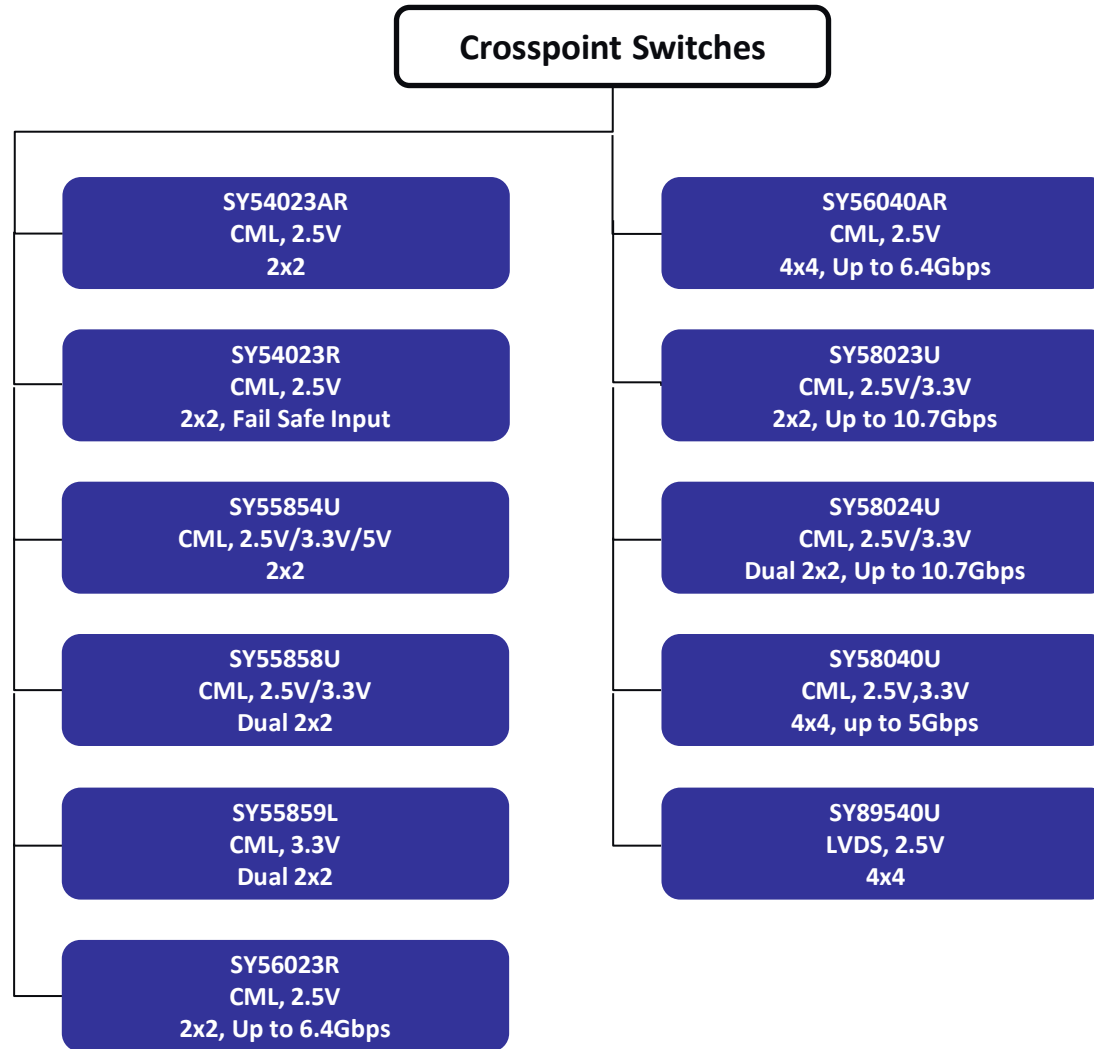 Crosspoint Switches
SY54023AR
CML, 2.5V
2x2
SY54023R
CML, 2.5V
2x2, Fail Safe Input
SY55854U
CML, 2.5V/3.3V/5V
2x2
SY55858U
CML, 2.5V/3.3V
Dual 2x2
SY55859L
CML, 3.3V
Dual 2x2
SY56023R
CML, 2.5V
2x2, Up to 6.4Gbps
SY56040AR
CML, 2.5V
4x4, Up to 6.4Gbps
SY58023U
CML, 2.5V/3.3V
2x2, Up to 10.7Gbps
SY58024U
CML, 2.5V/3.3V
Dual 2x2, Up to 10.7Gbps
SY58040U
CML, 2.5V,3.3V
4x4, up to 5Gbps
SY89540U
LVDS, 2.5V
4x4